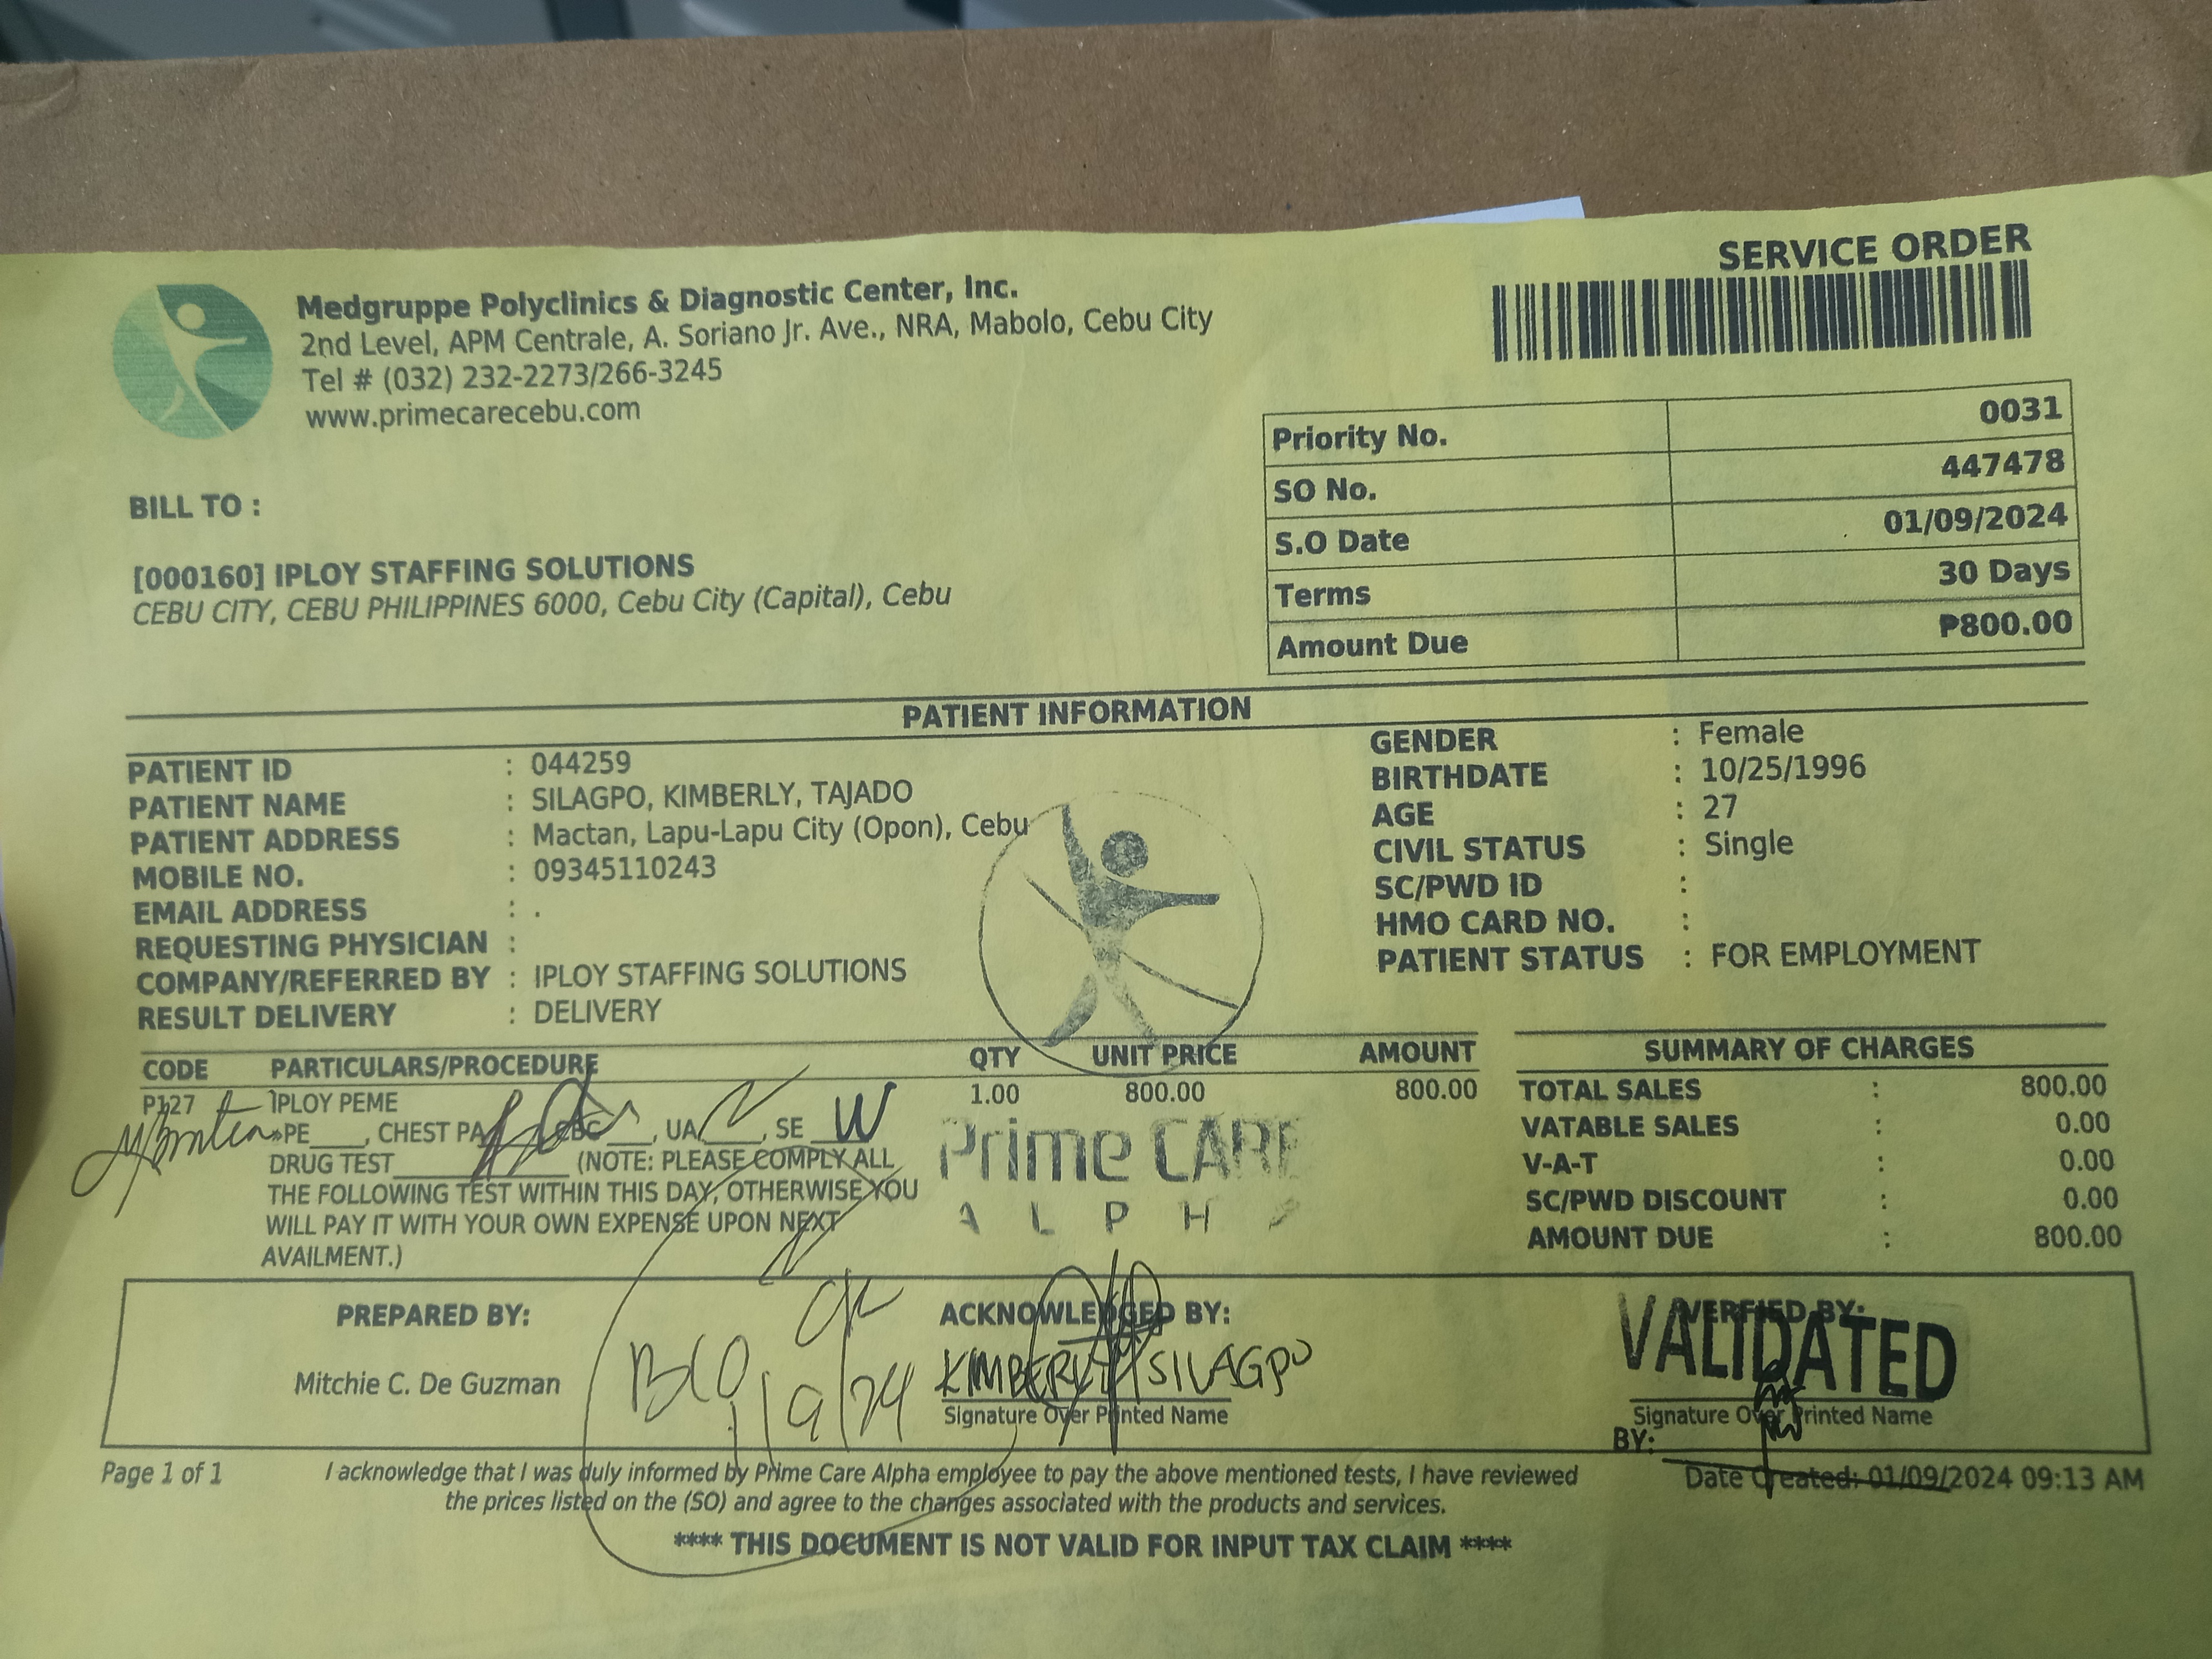 SERVICE ORDER
Medgruppe Polyclinics & Diagnostic Center, Inc.
2nd Level, APM Centrale, A. Soriano Jr. Ave., NRA, Mabolo, Cebu City
Tel # (032) 232-2273/266-3245
www.primecarecebu.com
Priority No. 0031
SO No. 447478
S.O Date 01/09/2024
Terms 30 Days
Amount Due ₱800.00
BILL TO :
[000160] IPLOY STAFFING SOLUTIONS
CEBU CITY, CEBU PHILIPPINES 6000, Cebu City (Capital), Cebu
PATIENT INFORMATION
PATIENT ID : 044259
PATIENT NAME : SILAGPO, KIMBERLY, TAJADO
PATIENT ADDRESS : Mactan, Lapu-Lapu City (Opon), Cebu
MOBILE NO. : 09345110243
EMAIL ADDRESS : .
REQUESTING PHYSICIAN :
COMPANY/REFERRED BY : IPLOY STAFFING SOLUTIONS
RESULT DELIVERY : DELIVERY
GENDER : Female
BIRTHDATE : 10/25/1996
AGE : 27
CIVIL STATUS : Single
SC/PWD ID :
HMO CARD NO. :
PATIENT STATUS : FOR EMPLOYMENT
CODE PARTICULARS/PROCEDURE QTY UNIT PRICE AMOUNT
P127 IPLOY PEME 1.00 800.00 800.00
PE____, CHEST PA CBC ___, UA____, SE
DRUG TEST____________ (NOTE: PLEASE COMPLY ALL
THE FOLLOWING TEST WITHIN THIS DAY, OTHERWISE YOU
WILL PAY IT WITH YOUR OWN EXPENSE UPON NEXT
AVAILMENT.)
Prime CARE
ALPHA
SUMMARY OF CHARGES
TOTAL SALES : 800.00
VATABLE SALES : 0.00
V-A-T : 0.00
SC/PWD DISCOUNT : 0.00
AMOUNT DUE : 800.00
PREPARED BY:
Mitchie C. De Guzman
1/9/24
ACKNOWLEDGED BY:
KIMBERLY SILAGPO
Signature Over Printed Name
VERFIED BY:
VALIDATED
Signature Over Printed Name
BY:
Page 1 of 1
I acknowledge that I was duly informed by Prime Care Alpha employee to pay the above mentioned tests, I have reviewed
the prices listed on the (SO) and agree to the changes associated with the products and services.
Date Created: 01/09/2024 09:13 AM
**** THIS DOCUMENT IS NOT VALID FOR INPUT TAX CLAIM ****